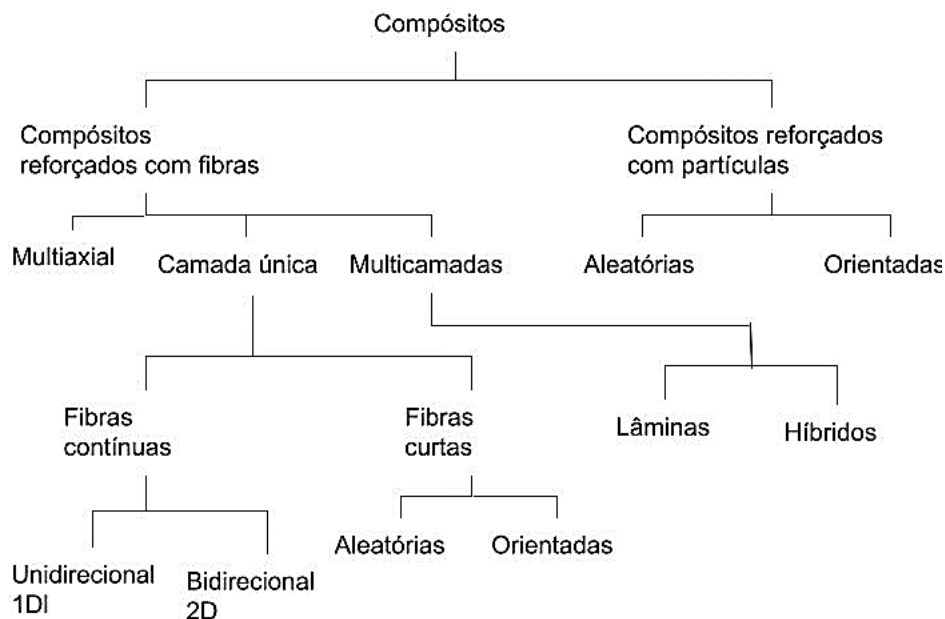 Compósitos
Compósitos
reforçados com fibras
Compósitos reforçados
com partículas
Multiaxial
Camada única
Multicamadas
Aleatórias
Orientadas
Fibras
contínuas
Fibras
curtas
Lâminas
Híbridos
Unidirecional
1DI
Bidirecional
2D
Aleatórias
Orientadas